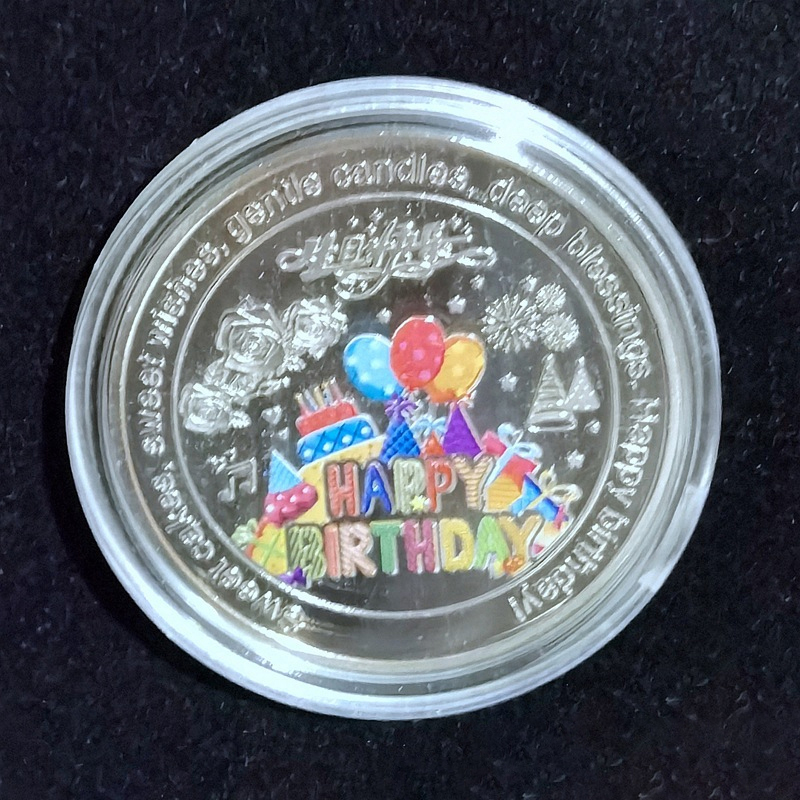 Sweet cakes, sweet wishes, gentle candles, deep blessings. Happy birthday!
HAPPY
BIRTHDAY